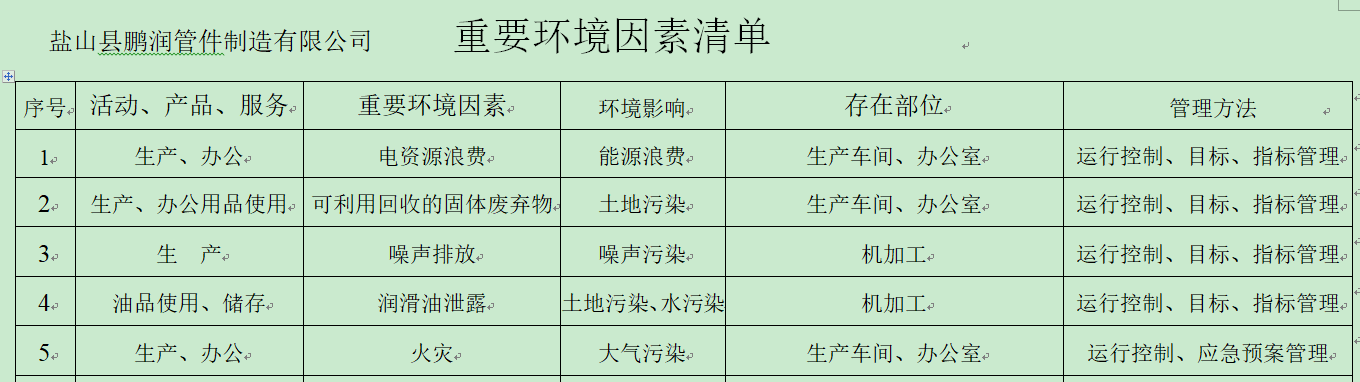 盐山县鹏润管件制造有限公司 重要环境因素清单
序号 活动、产品、服务 重要环境因素 环境影响 存在部位 管理方法
1 生产、办公 电资源浪费 能源浪费 生产车间、办公室 运行控制、目标、指标管理
2 生产、办公用品使用 可利用回收的固体废弃物 土地污染 生产车间、办公室 运行控制、目标、指标管理
3 生 产 噪声排放 噪声污染 机加工 运行控制、目标、指标管理
4 油品使用、储存 润滑油泄露 土地污染、水污染 机加工 运行控制、目标、指标管理
5 生产、办公 火灾 大气污染 生产车间、办公室 运行控制、应急预案管理